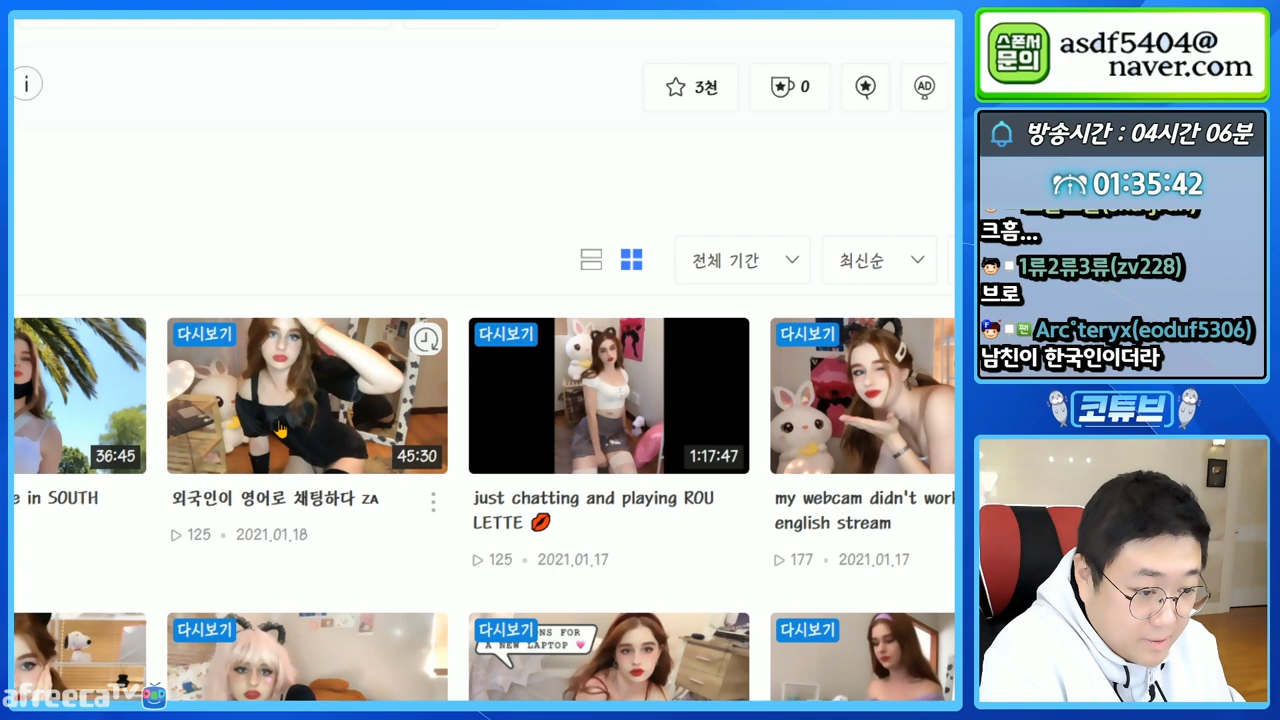 i
3천
0
AD
전체 기간
최신순
다시보기
다시보기
다시보기
36:45
45:30
1:17:47
e in SOUTH
외국인이 영어로 채팅하다 ZA
125 • 2021.01.18
just chatting and playing ROU
LETTE
125 • 2021.01.17
my webcam didn't work
english stream
177 • 2021.01.17
다시보기
다시보기
다시보기
NS FOR
A NEW LAPTOP
afreecaTV
스폰서
문의
asdf5404@
naver.com
방송시간 : 04시간 06분
01:35:42
크흠...
1류2류3류(zv228)
브로
팬
Arc'teryx(eoduf5306)
남친이 한국인이더라
코튜브